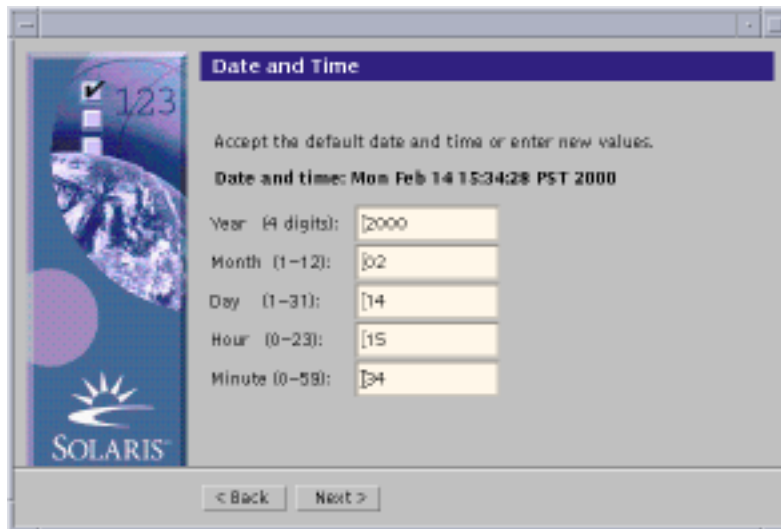 Date and Time
123
Accept the default date and time or enter new values.
Date and time: Mon Feb 14 15:34:28 PST 2000
Year (4 digits): 2000
Month (1-12): 02
Day (1-31): 14
Hour (0-23): 15
Minute (0-59): 34
SOLARIS™
< Back Next >